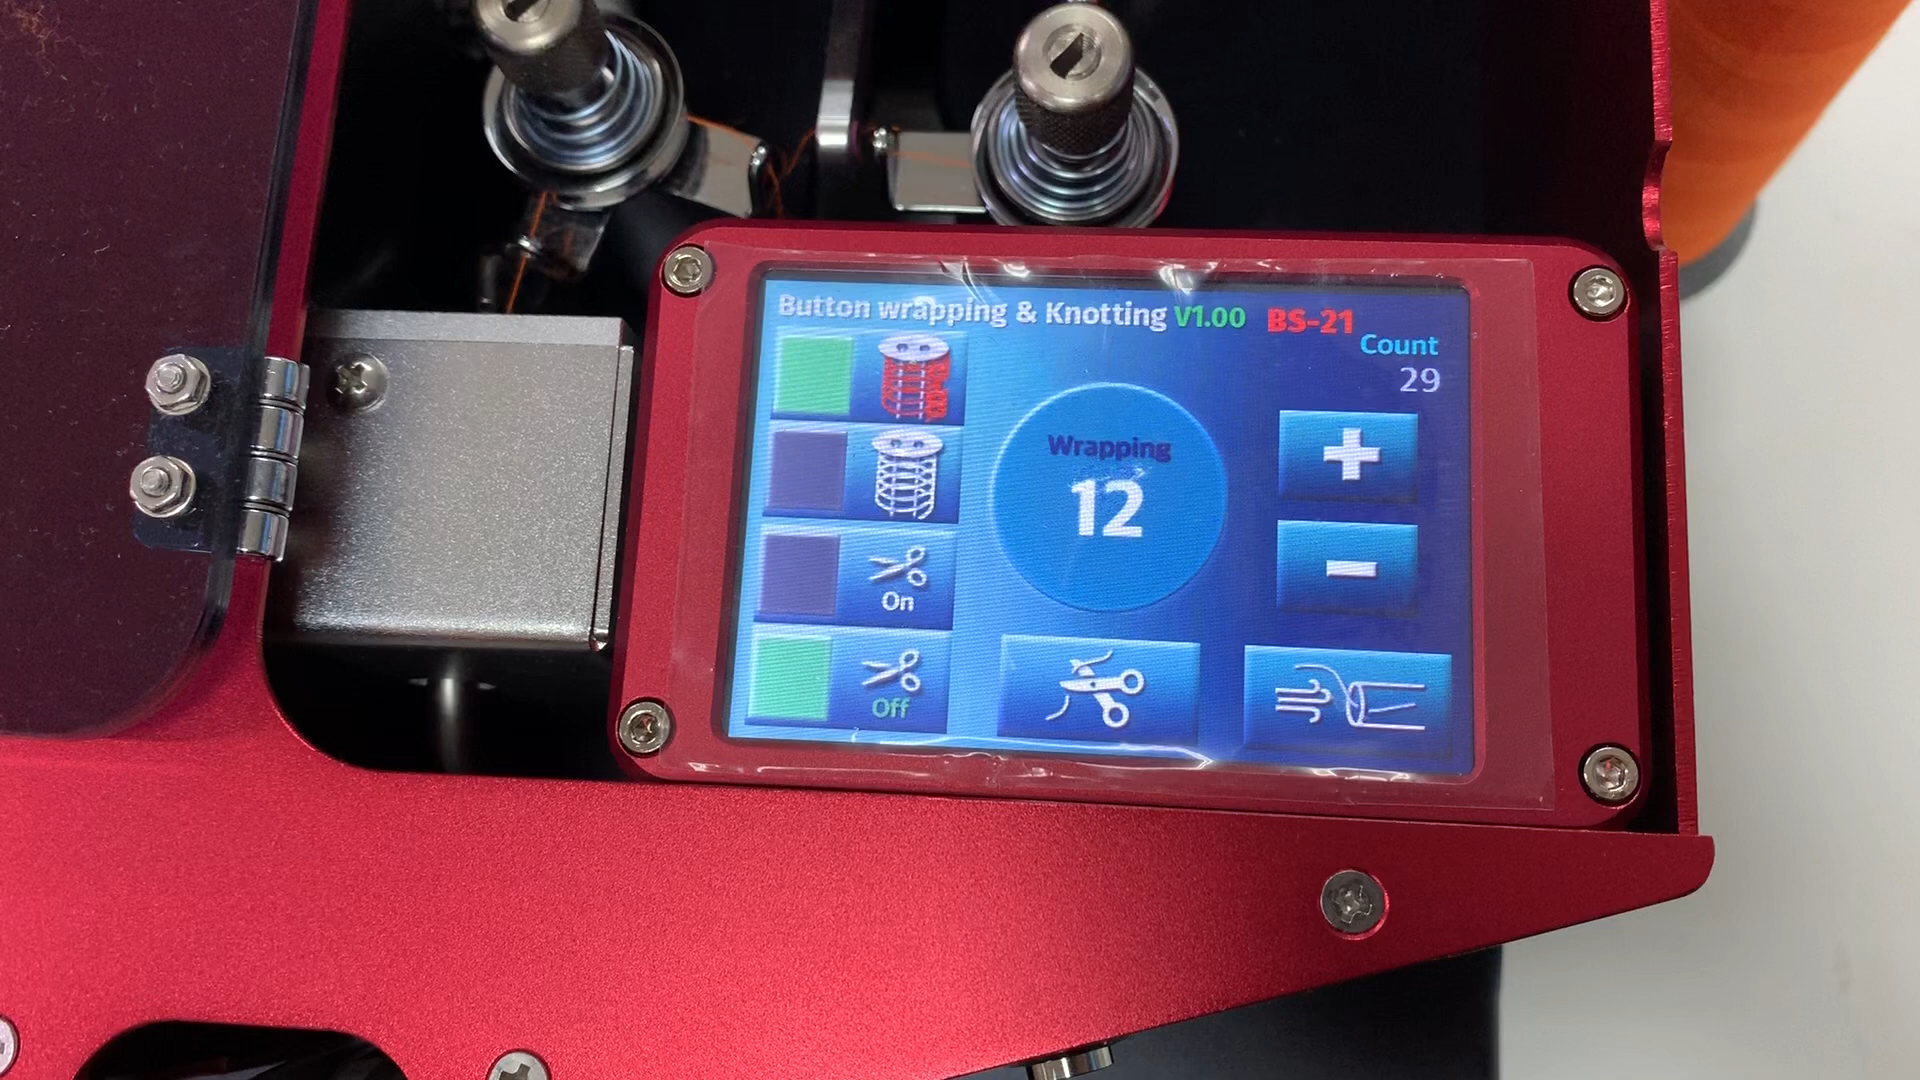 Button wrapping & Knotting V1.00 BS-21
Count
29
Wrapping
12
On
Off